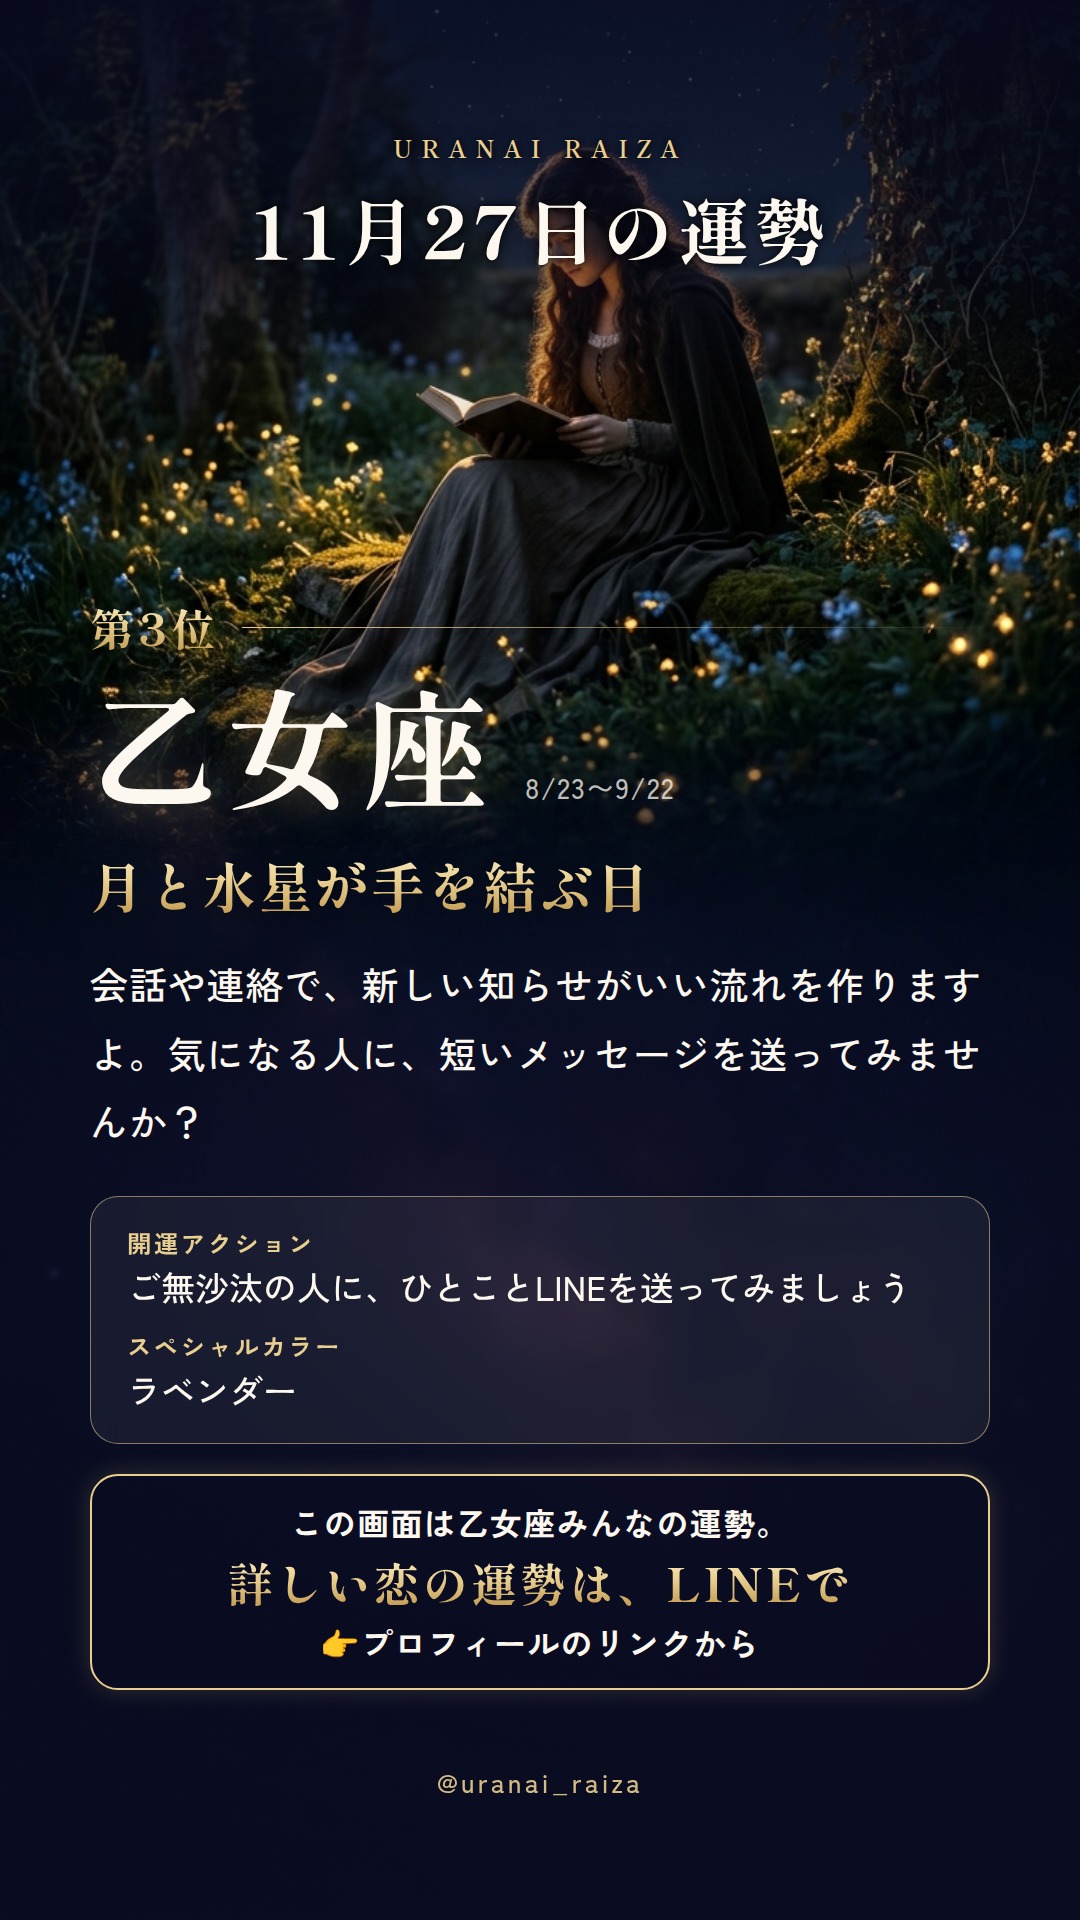 URANAI RAIZA
11月27日の運勢
第3位
乙女座 8/23〜9/22
月と水星が手を結ぶ日
会話や連絡で、新しい知らせがいい流れを作ります
よ。気になる人に、短いメッセージを送ってみませ
んか？
開運アクション
ご無沙汰の人に、ひとことLINEを送ってみましょう
スペシャルカラー
ラベンダー
この画面は乙女座みんなの運勢。
詳しい恋の運勢は、LINEで
👉プロフィールのリンクから
@uranai_raiza